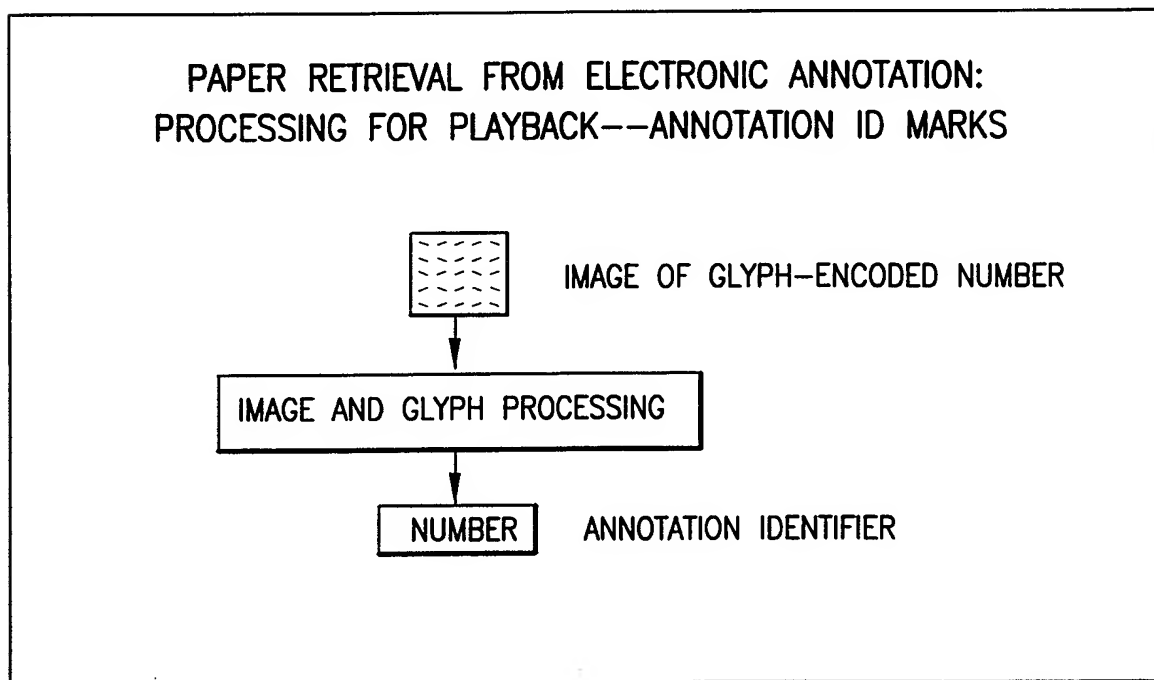 PAPER RETRIEVAL FROM ELECTRONIC ANNOTATION:
PROCESSING FOR PLAYBACK--ANNOTATION ID MARKS
IMAGE OF GLYPH-ENCODED NUMBER
IMAGE AND GLYPH PROCESSING
NUMBER ANNOTATION IDENTIFIER